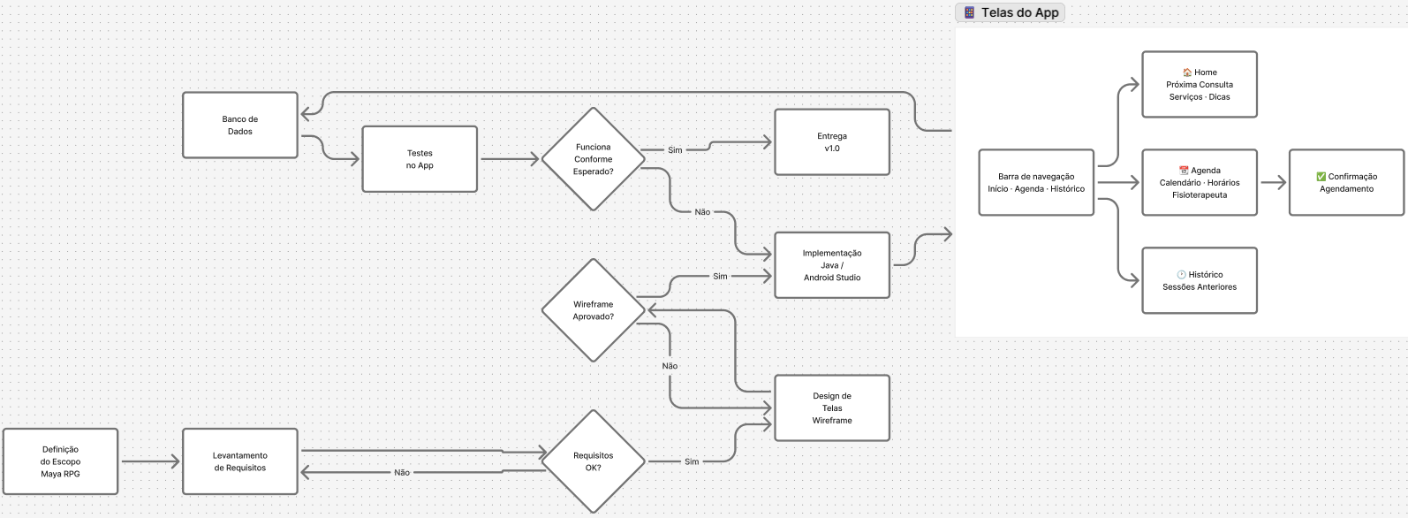 📱 Telas do App
🏠 Home
Próxima Consulta
Serviços · Dicas
Banco de
Dados
Testes
no App
Funciona
Conforme
Esperado?
Sim
Entrega
v1.0
Não
Barra de navegação
Início · Agenda · Histórico
📆 Agenda
Calendário · Horários
Fisioterapeuta
✅ Confirmação
Agendamento
Implementação
Java /
Android Studio
🕐 Histórico
Sessões Anteriores
Wireframe
Aprovado?
Sim
Não
Design de
Telas
Wireframe
Definição
do Escopo
Maya RPG
Levantamento
de Requisitos
Não
Requisitos
OK?
Sim